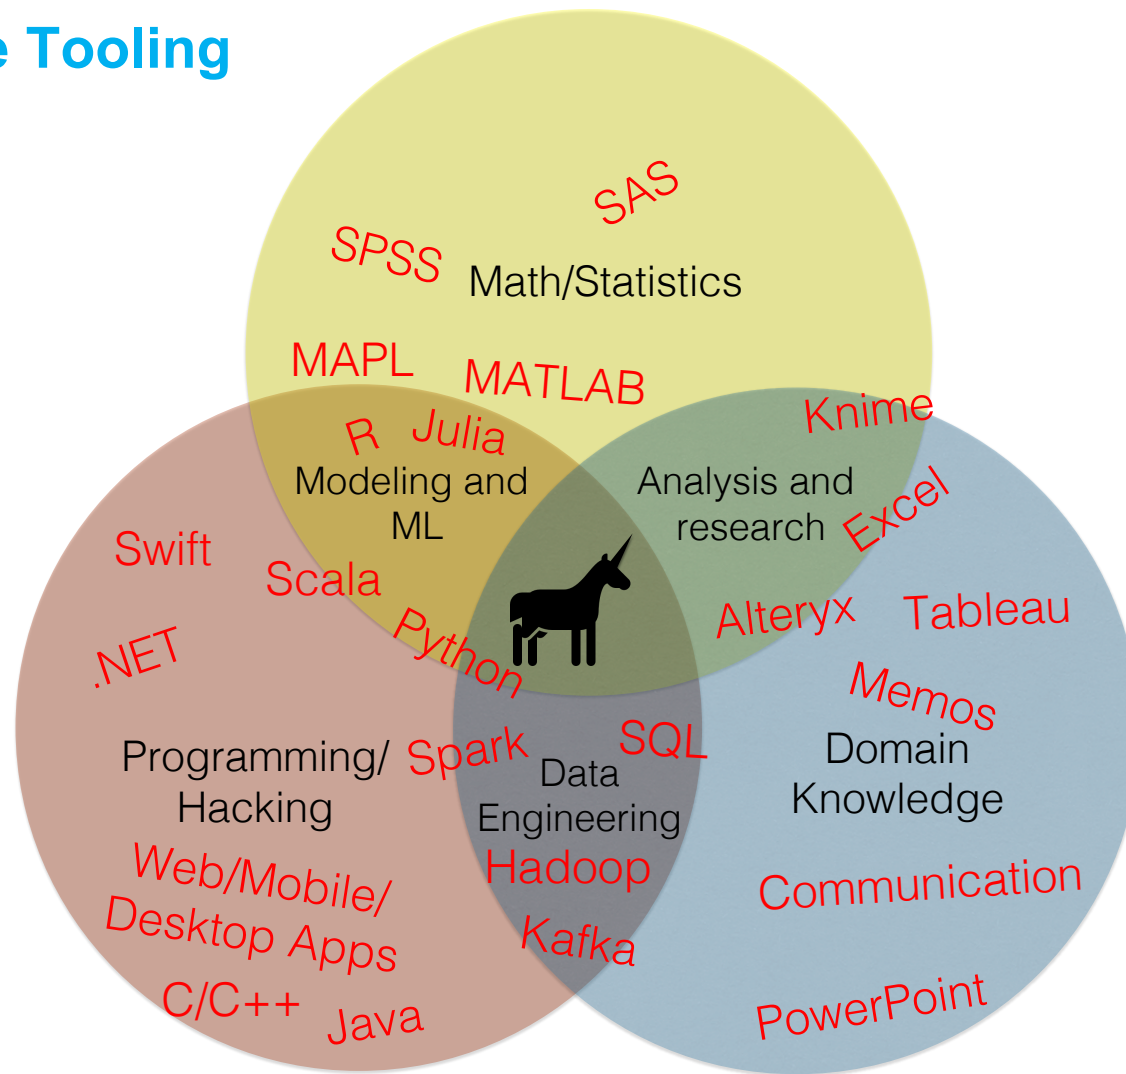 e Tooling
SAS
SPSS
Math/Statistics
MAPL
MATLAB
Knime
R
Julia
Modeling and
ML
Analysis and
research
Excel
Swift
Scala
Alteryx
Tableau
.NET
Python
Memos
Programming/
Hacking
Spark
SQL
Data
Engineering
Domain
Knowledge
Web/Mobile/
Desktop Apps
Hadoop
Communication
Kafka
C/C++
Java
PowerPoint